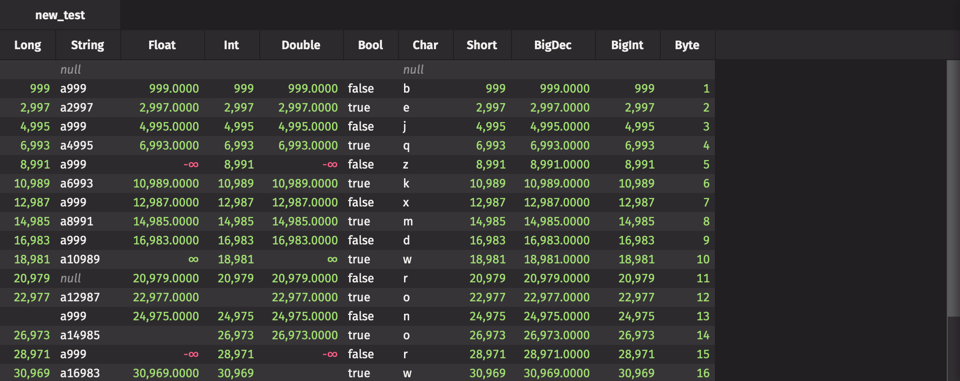 new_test
Long String Float Int Double Bool Char Short BigDec BigInt Byte
null null
999 a999 999.0000 999 999.0000 false b 999 999.0000 999 1
2,997 a2997 2,997.0000 2,997 2,997.0000 true e 2,997 2,997.0000 2,997 2
4,995 a999 4,995.0000 4,995 4,995.0000 false j 4,995 4,995.0000 4,995 3
6,993 a4995 6,993.0000 6,993 6,993.0000 true q 6,993 6,993.0000 6,993 4
8,991 a999 -∞ 8,991 -∞ false z 8,991 8,991.0000 8,991 5
10,989 a6993 10,989.0000 10,989 10,989.0000 true k 10,989 10,989.0000 10,989 6
12,987 a999 12,987.0000 12,987 12,987.0000 false x 12,987 12,987.0000 12,987 7
14,985 a8991 14,985.0000 14,985 14,985.0000 true m 14,985 14,985.0000 14,985 8
16,983 a999 16,983.0000 16,983 16,983.0000 false d 16,983 16,983.0000 16,983 9
18,981 a10989 ∞ 18,981 ∞ true w 18,981 18,981.0000 18,981 10
20,979 null 20,979.0000 20,979 20,979.0000 false r 20,979 20,979.0000 20,979 11
22,977 a12987 22,977.0000 22,977.0000 true o 22,977 22,977.0000 22,977 12
a999 24,975.0000 24,975 24,975.0000 false n 24,975 24,975.0000 24,975 13
26,973 a14985 26,973 26,973.0000 true o 26,973 26,973.0000 26,973 14
28,971 a999 -∞ 28,971 -∞ false r 28,971 28,971.0000 28,971 15
30,969 a16983 30,969.0000 30,969 true w 30,969 30,969.0000 30,969 16